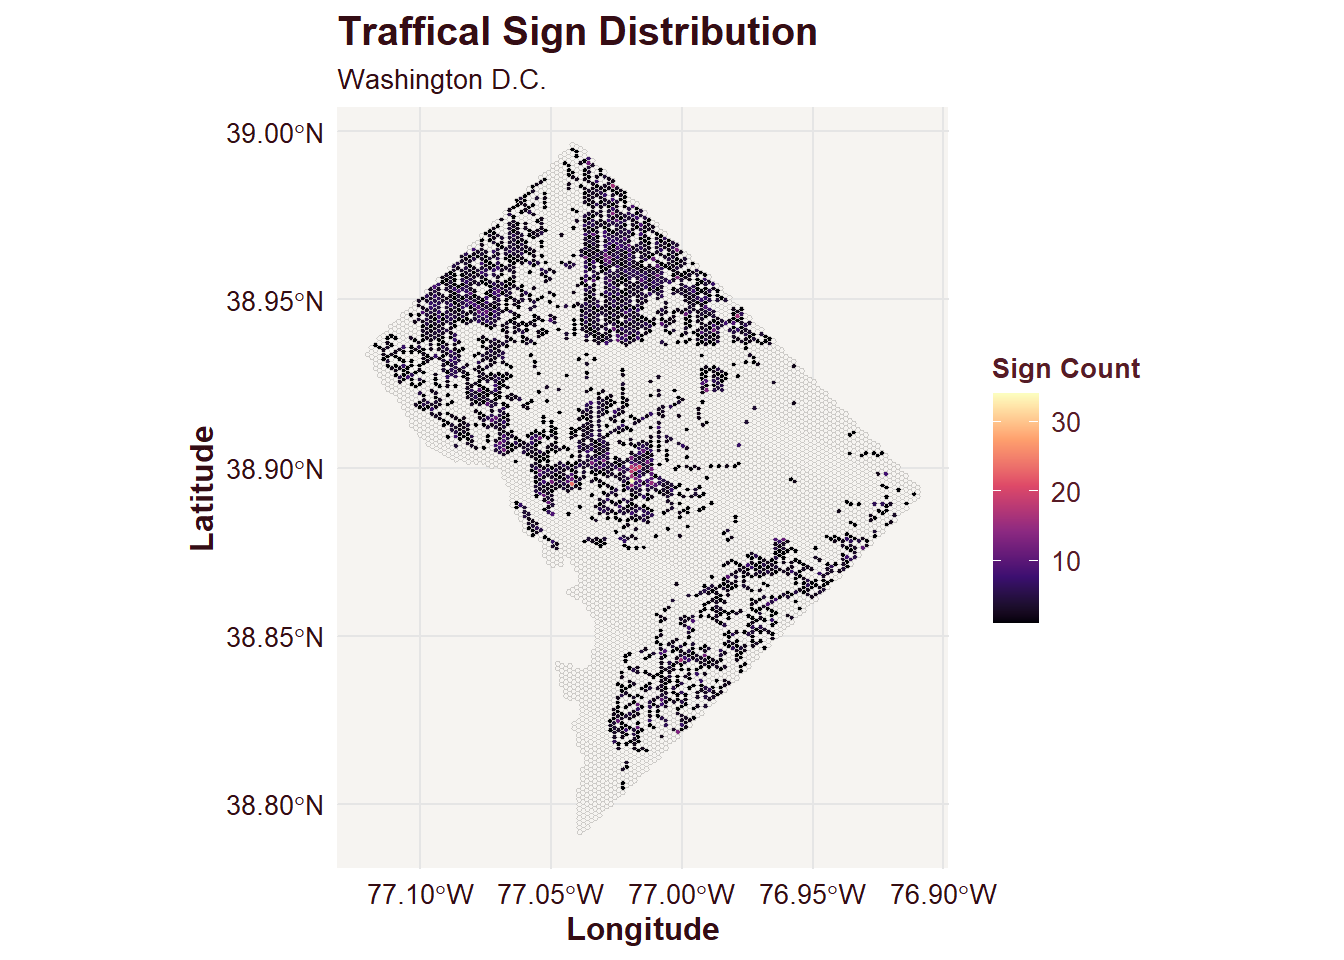 Traffical Sign Distribution
Washington D.C.
39.00°N
38.95°N
38.90°N
38.85°N
38.80°N
Latitude
77.10°W 77.05°W 77.00°W 76.95°W 76.90°W
Longitude
Sign Count
30
20
10